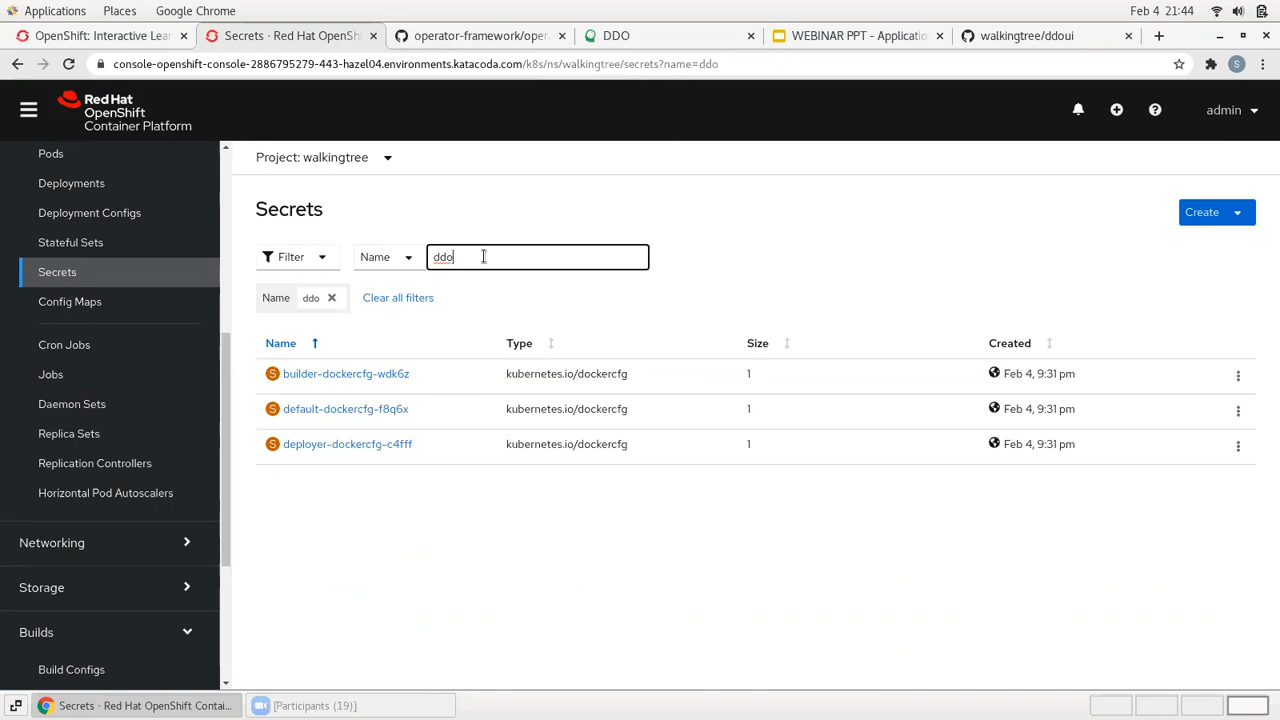 Applications Places Google Chrome Feb 4 21:44
OpenShift: Interactive Lear Secrets · Red Hat OpenShi operator-framework/oper DDO WEBINAR PPT - Applicatio walkingtree/ddoui
console-openshift-console-2886795279-443-hazel04.environments.katacoda.com/k8s/ns/walkingtree/secrets?name=ddo S
Red Hat
OpenShift
Container Platform
admin
Pods
Deployments
Deployment Configs
Stateful Sets
Secrets
Config Maps
Cron Jobs
Jobs
Daemon Sets
Replica Sets
Replication Controllers
Horizontal Pod Autoscalers
Networking
Storage
Builds
Build Configs
Project: walkingtree
Secrets
Create
Filter Name ddo
Name ddo Clear all filters
Name Type Size Created
S builder-dockercfg-wdk6z kubernetes.io/dockercfg 1 Feb 4, 9:31 pm
S default-dockercfg-f8q6x kubernetes.io/dockercfg 1 Feb 4, 9:31 pm
S deployer-dockercfg-c4fff kubernetes.io/dockercfg 1 Feb 4, 9:31 pm
Secrets · Red Hat OpenShift Contai... [Participants (19)]